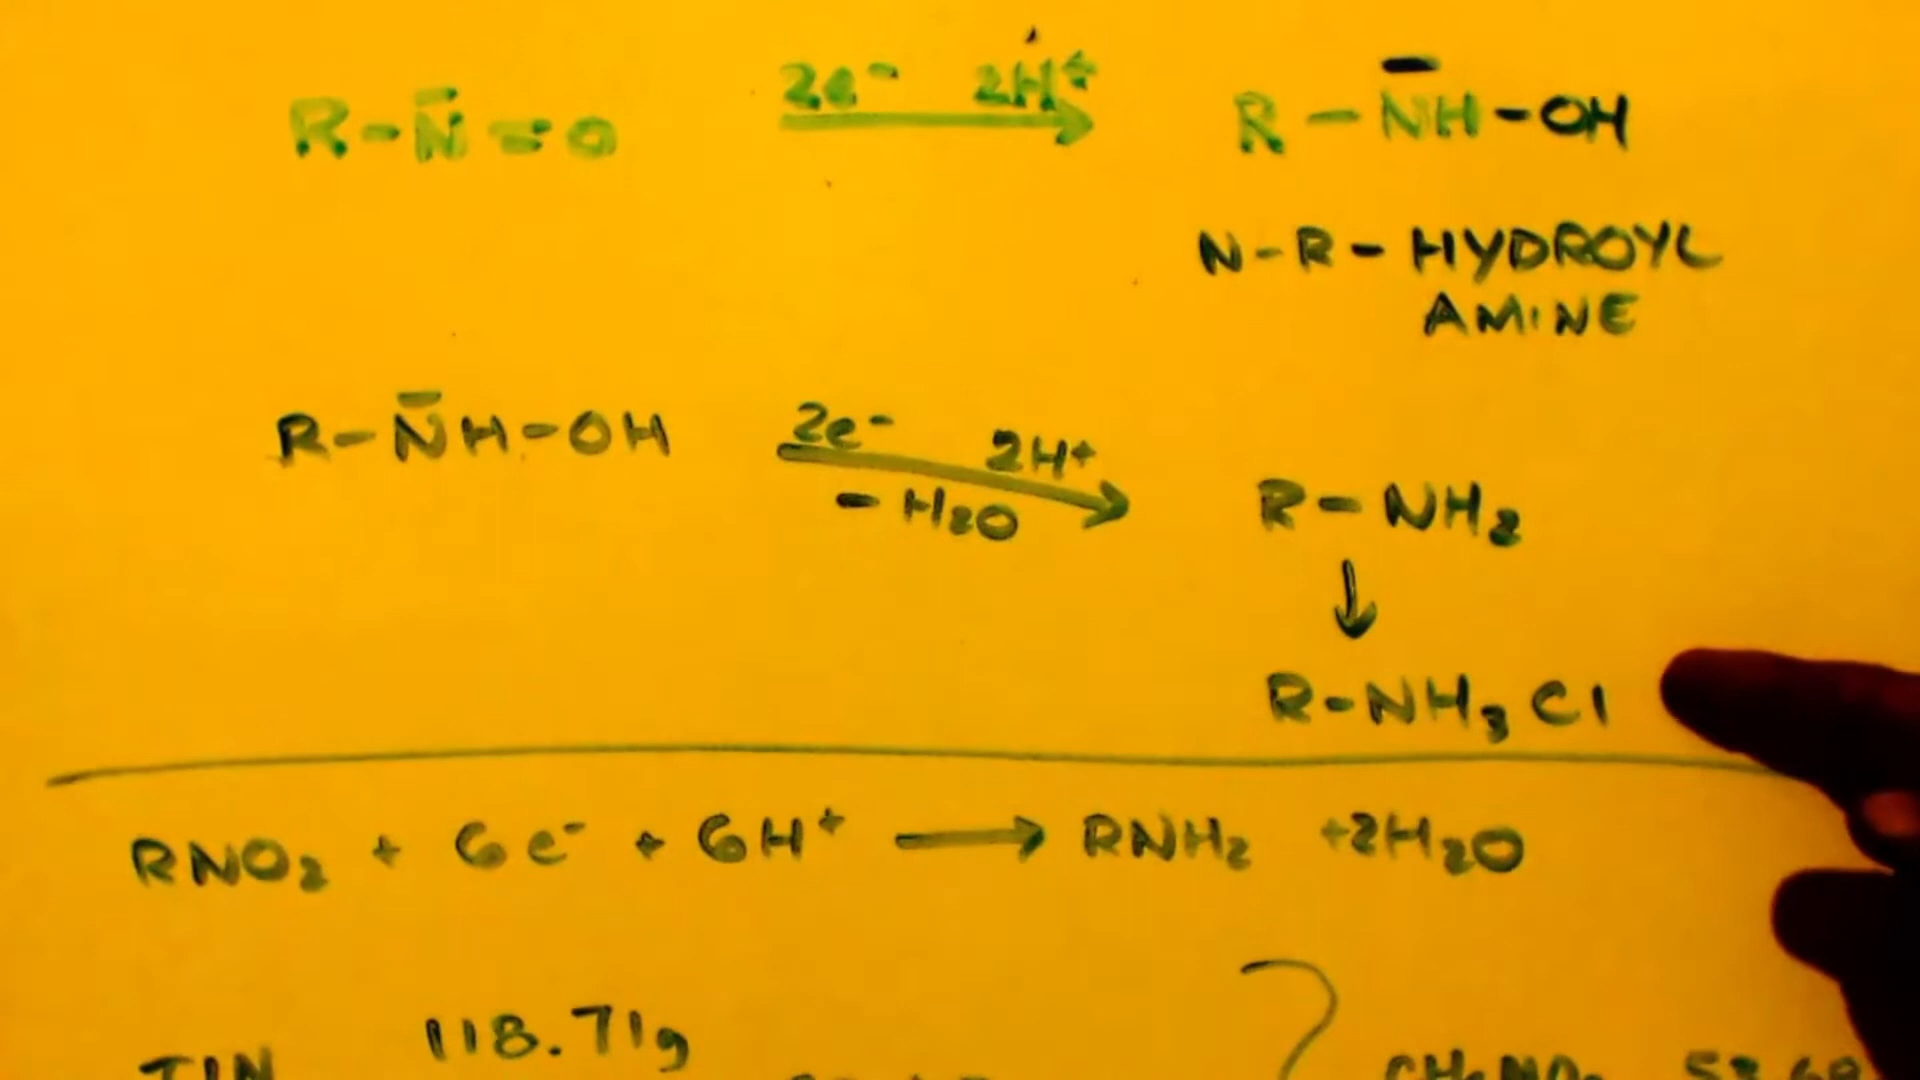 R-N̄=O 2e⁻ 2H⁺ R-N̄H-OH
N-R-HYDROYL
AMINE
R-N̄H-OH 2e⁻ 2H⁺
-H₂O R-NH₂
↓
R-NH₃Cl
RNO₂ + 6e⁻ + 6H⁺ → RNH₂ +2H₂O
118.71g
TIN